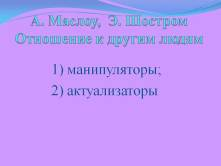 А. Маслоу, Э. Шостром
Отношение к другим людям
1) манипуляторы;
2) актуализаторы